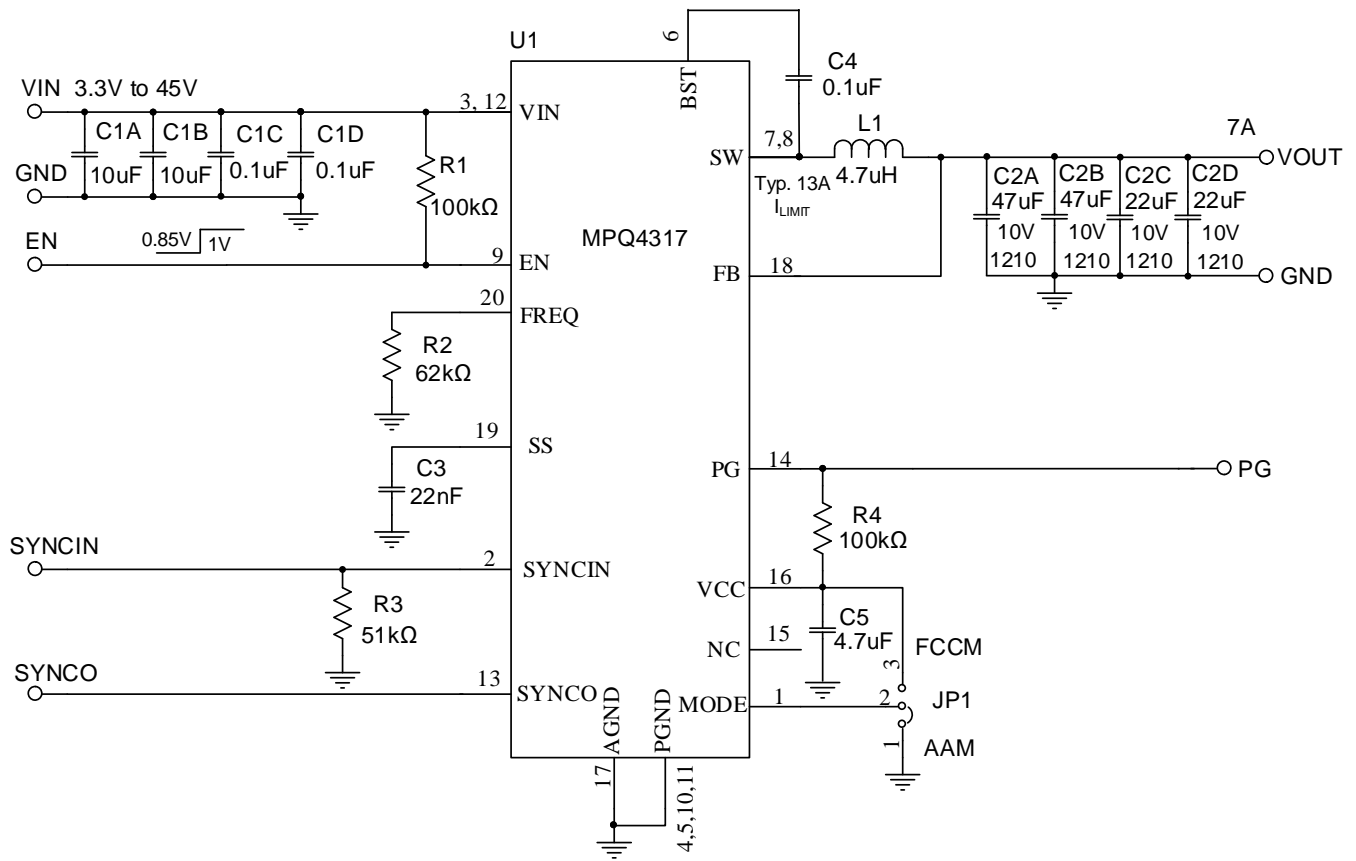 U1
VIN 3.3V to 45V
3, 12
VIN
C1A
10uF
C1B
10uF
C1C
0.1uF
C1D
0.1uF
GND
R1
100kΩ
EN
0.85V
1V
9
EN
20
FREQ
R2
62kΩ
19
SS
C3
22nF
SYNCIN
2
SYNCIN
R3
51kΩ
SYNCO
13
SYNCO
MPQ4317
6
BST
C4
0.1uF
SW
7,8
Typ. 13A
ILIMIT
L1
4.7uH
7A
VOUT
C2A
47uF
10V
1210
C2B
47uF
10V
1210
C2C
22uF
10V
1210
C2D
22uF
10V
1210
GND
FB
18
PG
14
PG
R4
100kΩ
VCC
16
C5
4.7uF
NC
15
FCCM
3
MODE
1
2
JP1
1
AAM
AGND
17
PGND
4,5,10,11